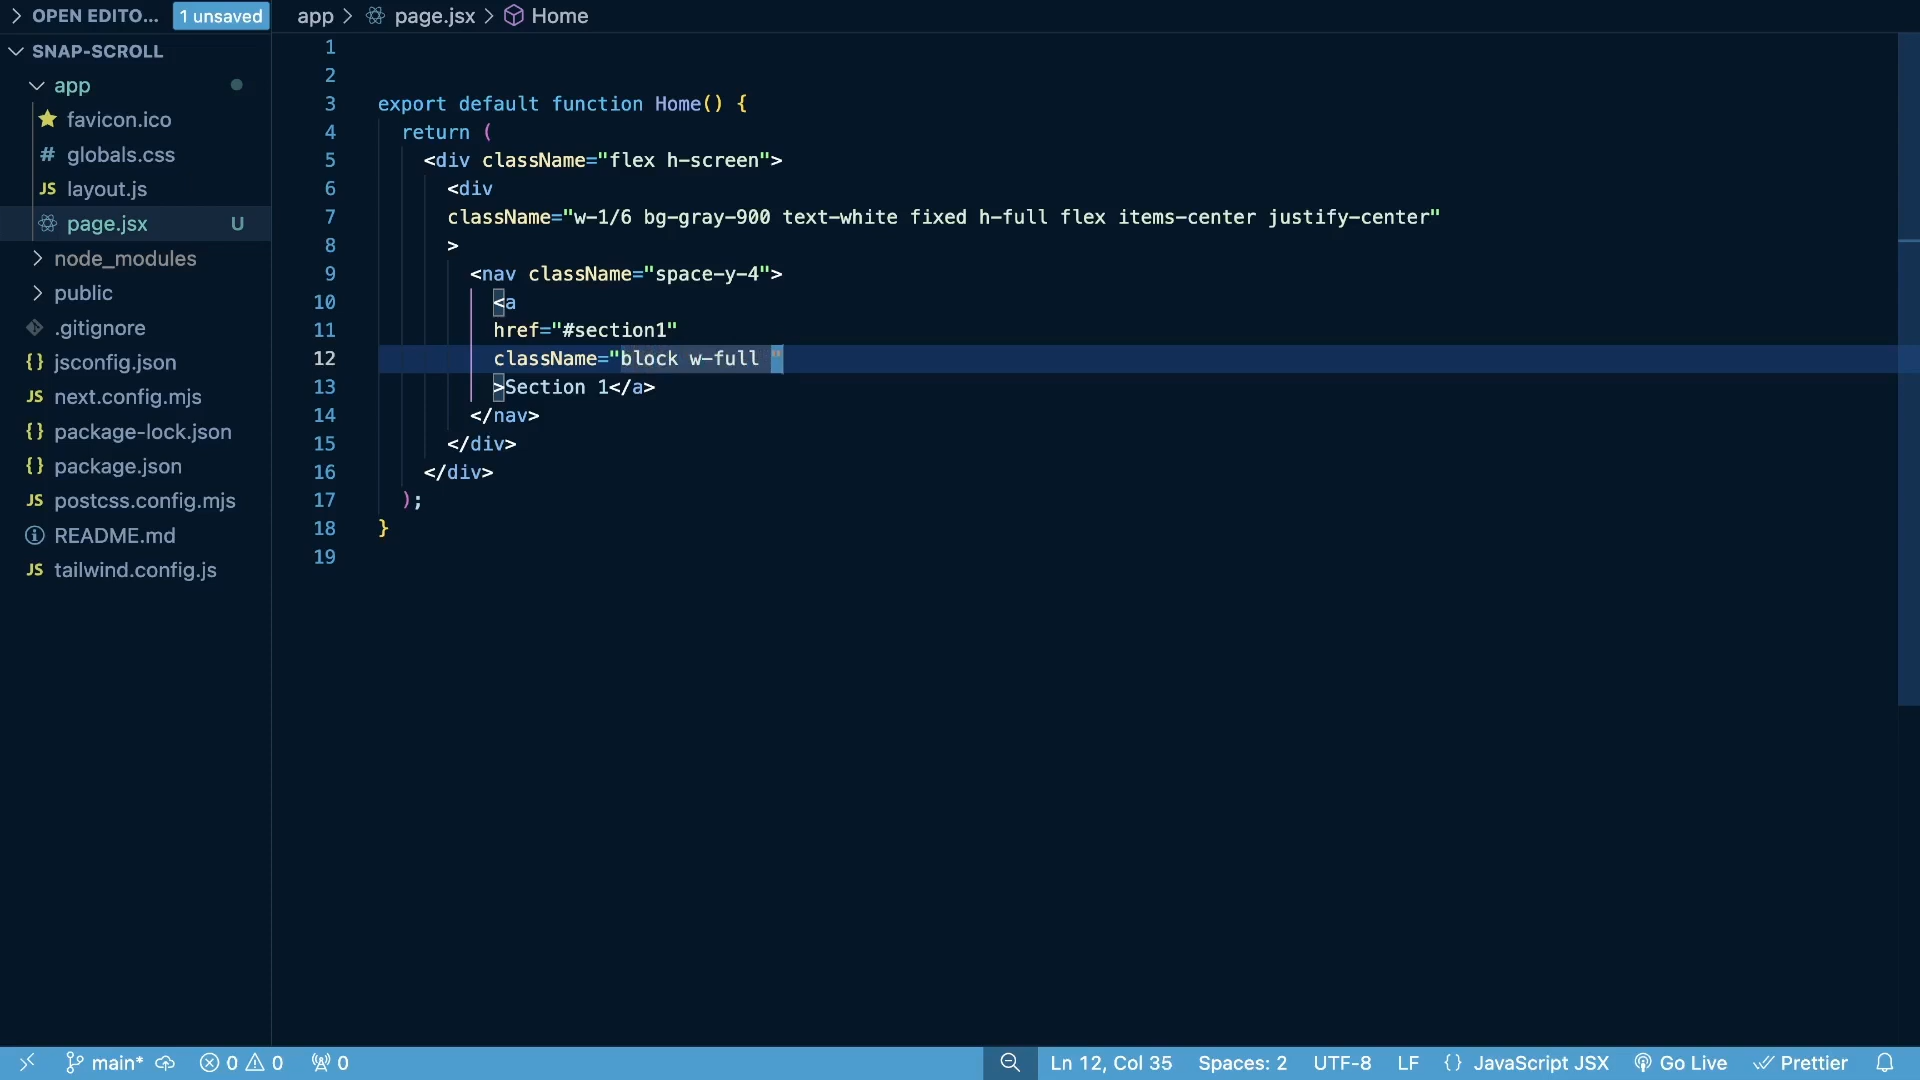 OPEN EDITO... 1 unsaved
SNAP-SCROLL
app
favicon.ico
# globals.css
JS layout.js
page.jsx U
node_modules
public
.gitignore
{} jsconfig.json
JS next.config.mjs
{} package-lock.json
{} package.json
JS postcss.config.mjs
README.md
JS tailwind.config.js
app > page.jsx > Home
1
2
3 export default function Home() {
4 return (
5 <div className="flex h-screen">
6 <div
7 className="w-1/6 bg-gray-900 text-white fixed h-full flex items-center justify-center"
8 >
9 <nav className="space-y-4">
10 <a
11 href="#section1"
12 className="block w-full "
13 >Section 1</a>
14 </nav>
15 </div>
16 </div>
17 );
18 }
19
main* 0 0 0 Ln 12, Col 35 Spaces: 2 UTF-8 LF {} JavaScript JSX Go Live Prettier